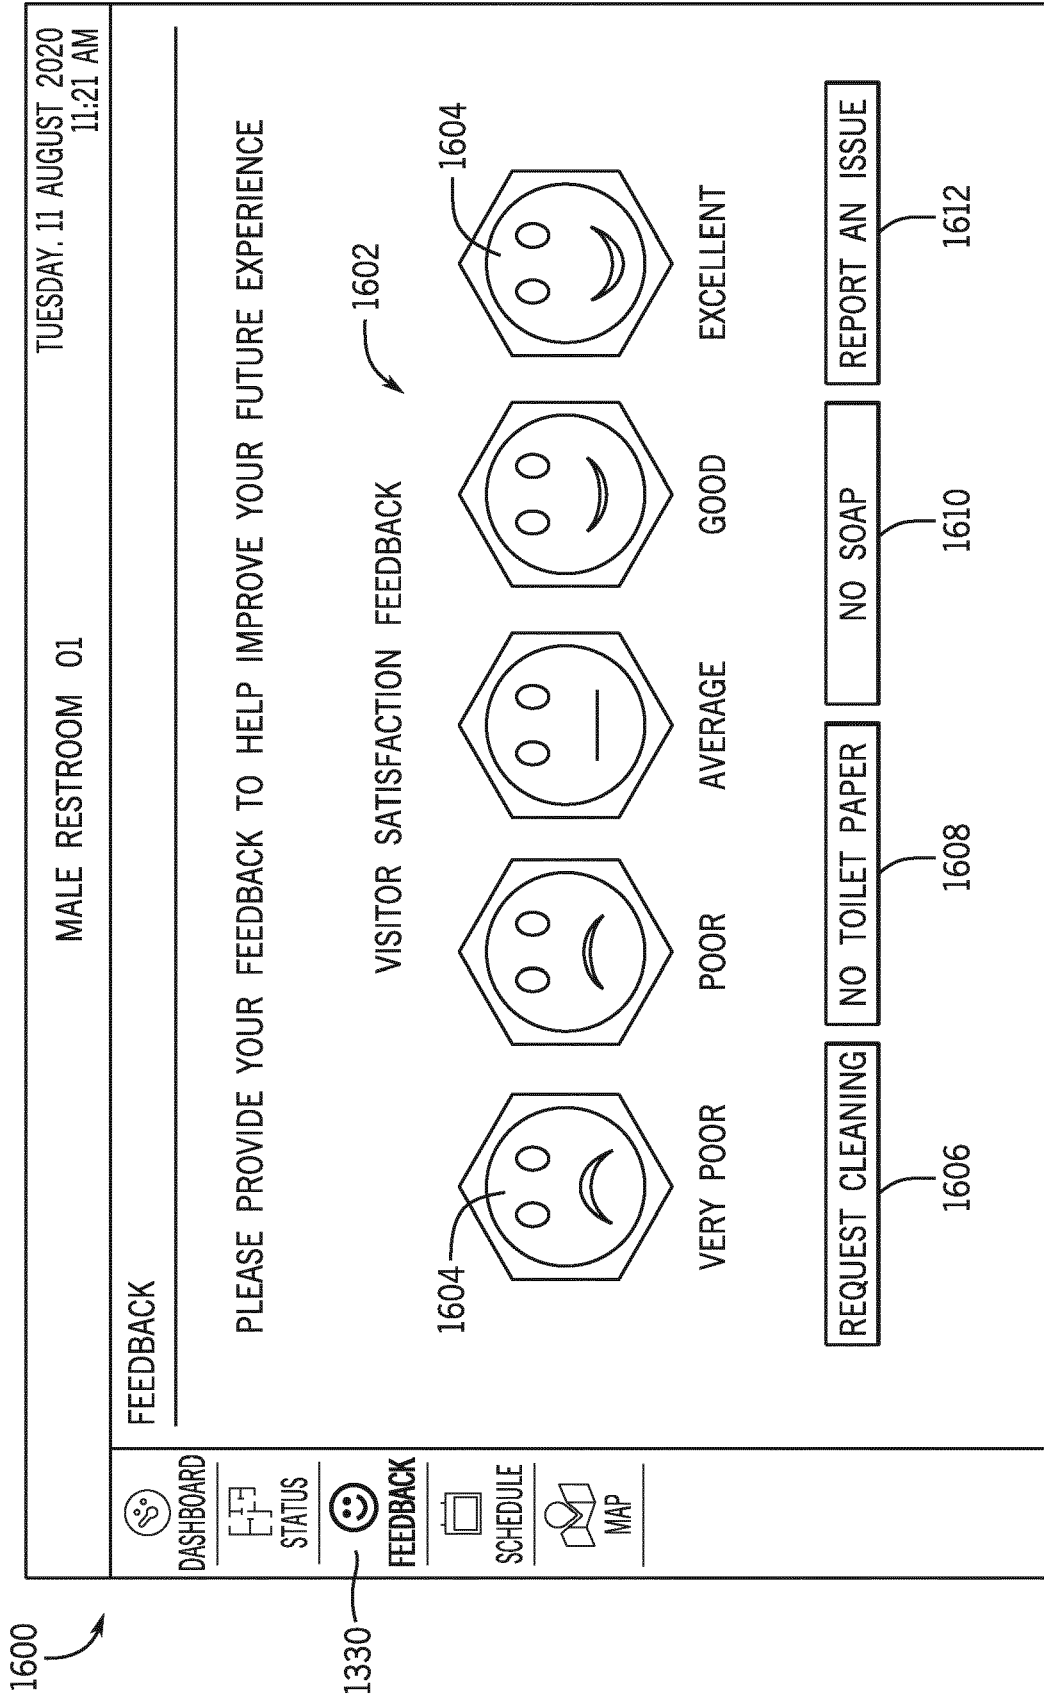 1600
MALE RESTROOM 01
TUESDAY, 11 AUGUST 2020
11:21 AM
DASHBOARD
STATUS
1330
FEEDBACK
SCHEDULE
MAP
FEEDBACK
PLEASE PROVIDE YOUR FEEDBACK TO HELP IMPROVE YOUR FUTURE EXPERIENCE
VISITOR SATISFACTION FEEDBACK
1602
1604
1604
VERY POOR
POOR
AVERAGE
GOOD
EXCELLENT
REQUEST CLEANING
NO TOILET PAPER
NO SOAP
REPORT AN ISSUE
1606
1608
1610
1612